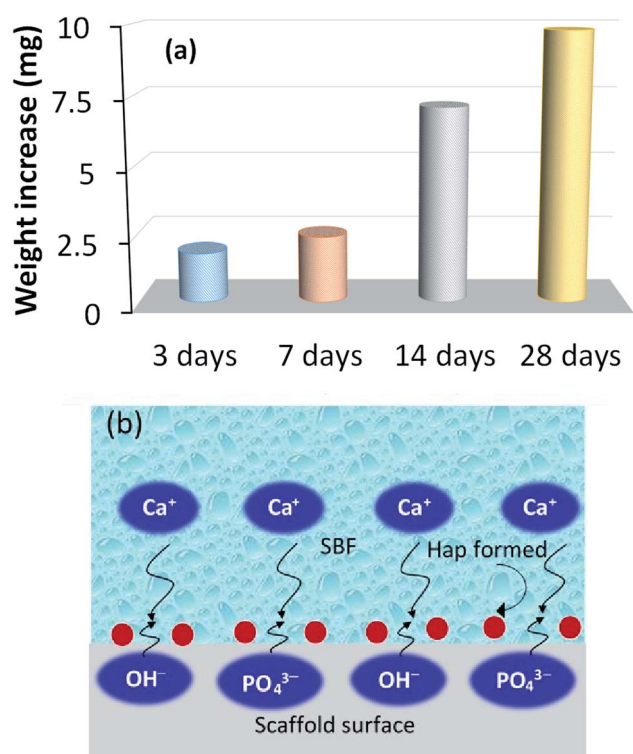 (a)
Weight increase (mg)
10
7.5
5
2.5
0
3 days 7 days 14 days 28 days
(b)
Ca⁺ Ca⁺ Ca⁺ Ca⁺
SBF Hap formed
OH⁻ PO₄³⁻ OH⁻ PO₄³⁻
Scaffold surface